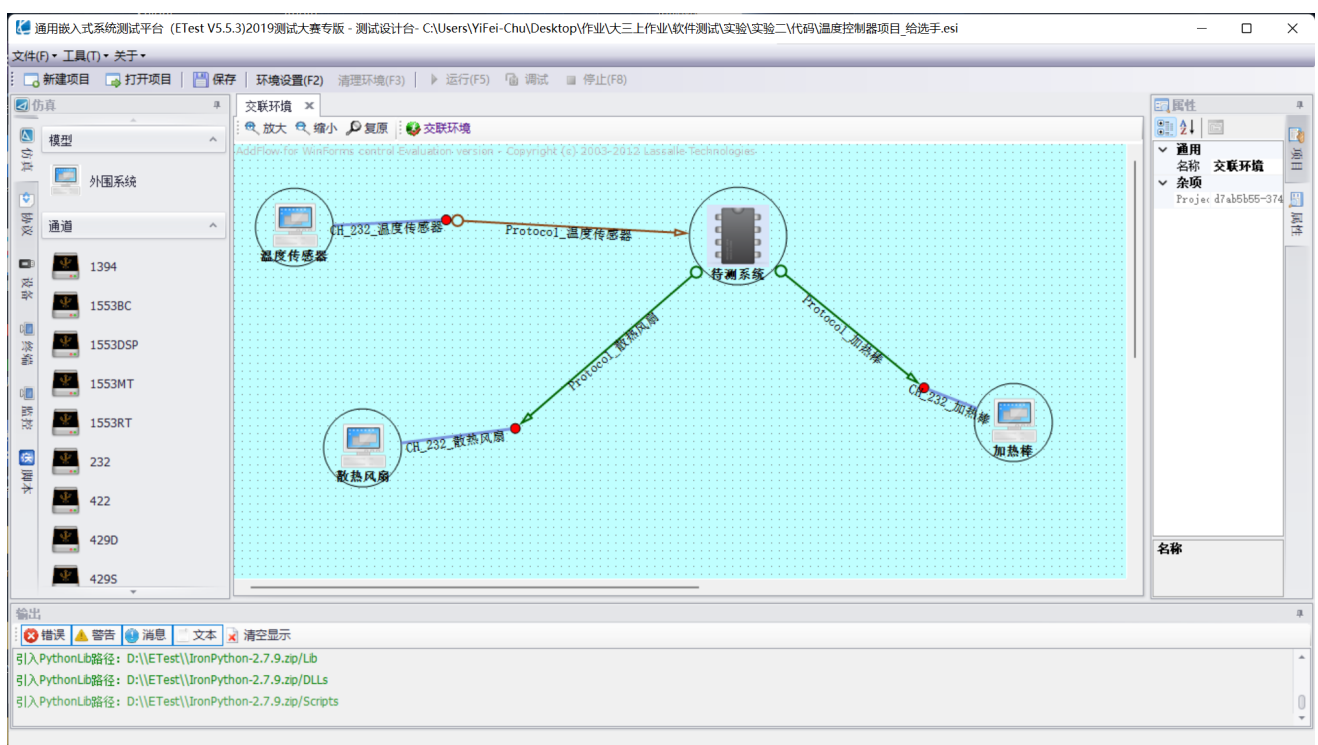 通用嵌入式系统测试平台 (ETest V5.5.3)2019测试大赛专版 - 测试设计台- C:\Users\YiFei-Chu\Desktop\作业\大三上作业\软件测试\实验\实验二\代码\温度控制器项目_给选手.esi
文件(F) 工具(T) 关于
新建项目 打开项目 保存 环境设置(F2) 清理环境(F3) 运行(F5) 调试 停止(F8)
仿真
交联环境
属性
放大 缩小 复原 交联环境
AddFlow for WinForms control Evaluation version - Copyright (c) 2003-2012 Lassalle Technologies
仿真
协议
设备
终端
监控
脚本
模型
外围系统
通道
1394
1553BC
1553DSP
1553MT
1553RT
232
422
429D
429S
温度传感器
CH_232_温度传感器
Protocol_温度传感器
待测系统
Protocol_散热风扇
Protocol_加热棒
CH_232_加热棒
加热棒
CH_232_散热风扇
散热风扇
通用
名称 交联环境
杂项
Projec d7ab5b55-374
名称
项目
属性
输出
错误 警告 消息 文本 清空显示
引入PythonLib路径: D:\\ETest\\IronPython-2.7.9.zip/Lib
引入PythonLib路径: D:\\ETest\\IronPython-2.7.9.zip/DLLs
引入PythonLib路径: D:\\ETest\\IronPython-2.7.9.zip/Scripts